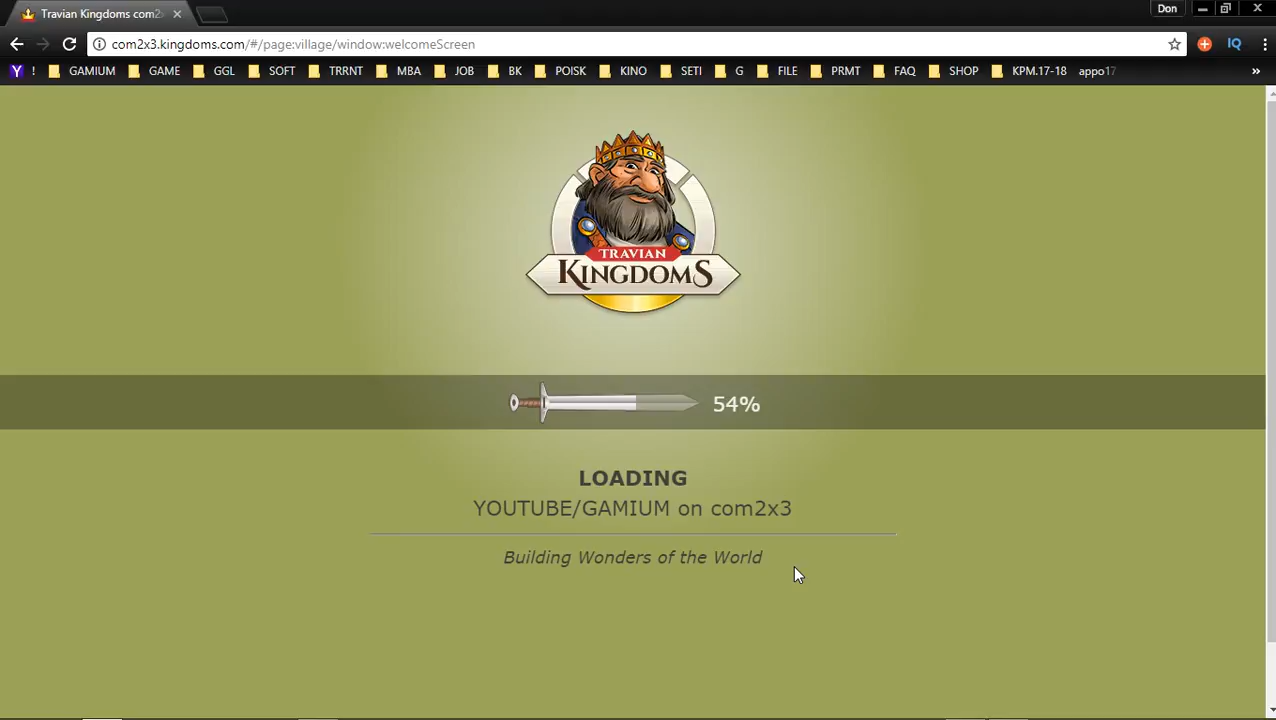 Travian Kingdoms com2
Don
com2x3.kingdoms.com/#/page:village/window:welcomeScreen
IQ
Y ! GAMIUM GAME GGL SOFT TRRNT MBA JOB BK POISK KINO SETI G FILE PRMT FAQ SHOP KPM.17-18 appo17 »
TRAVIAN
KINGDOMS
54%
LOADING
YOUTUBE/GAMIUM on com2x3
Building Wonders of the World